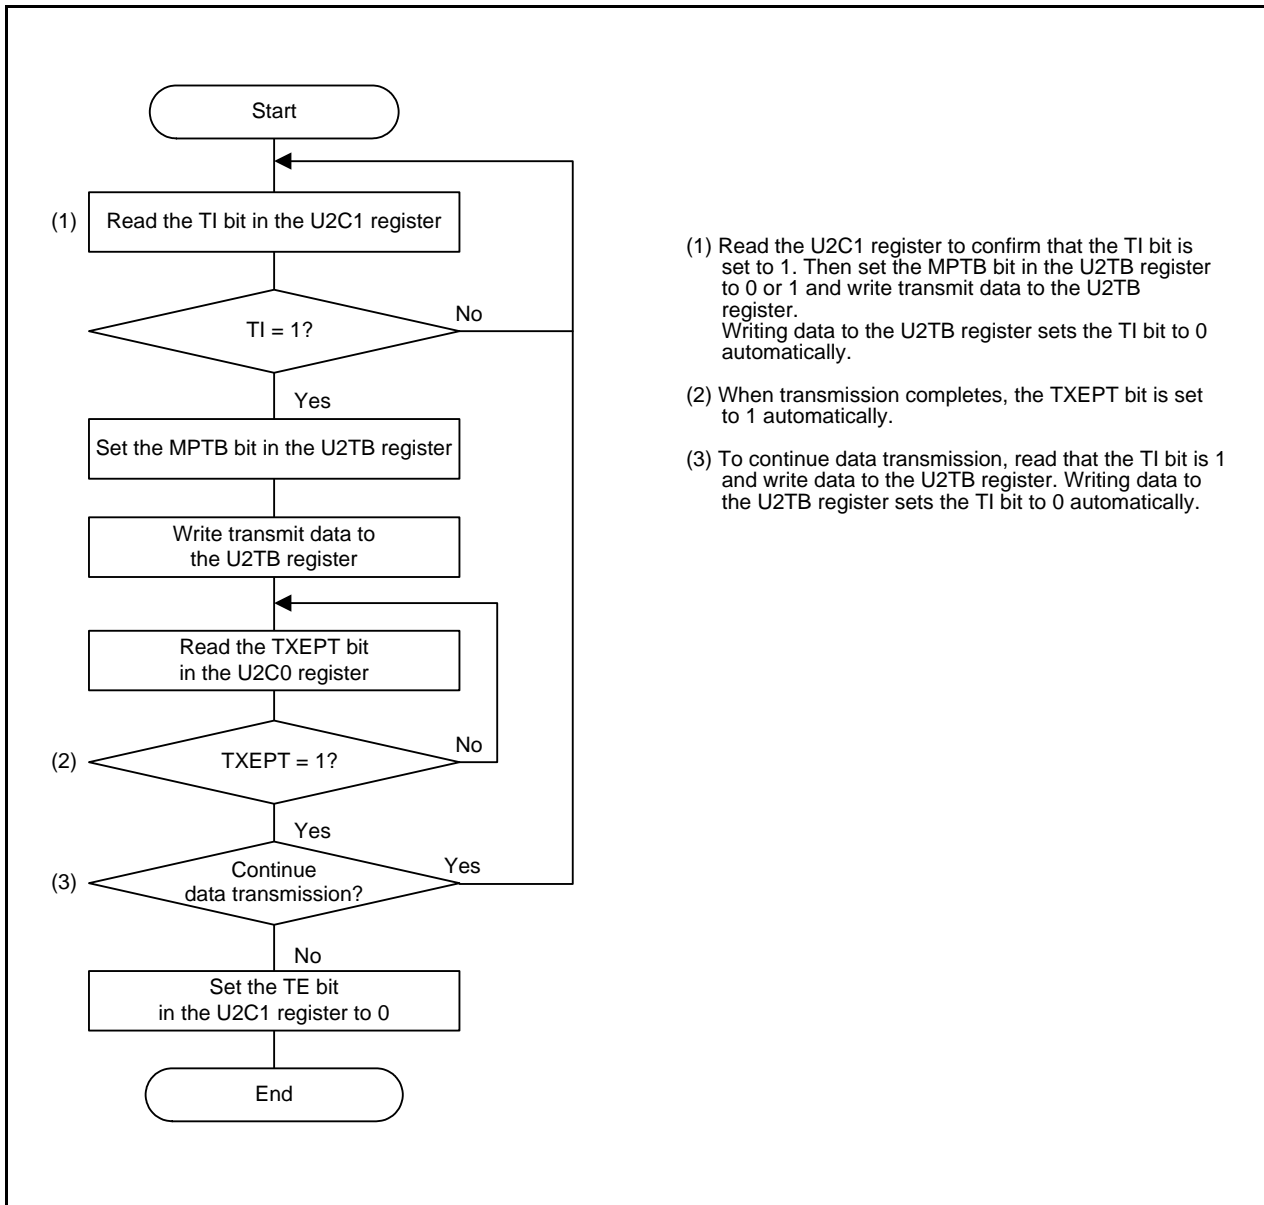 Start
(1)
Read the TI bit in the U2C1 register
TI = 1?
No
Yes
Set the MPTB bit in the U2TB register
Write transmit data to
the U2TB register
Read the TXEPT bit
in the U2C0 register
(2)
TXEPT = 1?
No
Yes
(3)
Continue
data transmission?
Yes
No
Set the TE bit
in the U2C1 register to 0
End
(1) Read the U2C1 register to confirm that the TI bit is
set to 1. Then set the MPTB bit in the U2TB register
to 0 or 1 and write transmit data to the U2TB
register.
Writing data to the U2TB register sets the TI bit to 0
automatically.
(2) When transmission completes, the TXEPT bit is set
to 1 automatically.
(3) To continue data transmission, read that the TI bit is 1
and write data to the U2TB register. Writing data to
the U2TB register sets the TI bit to 0 automatically.